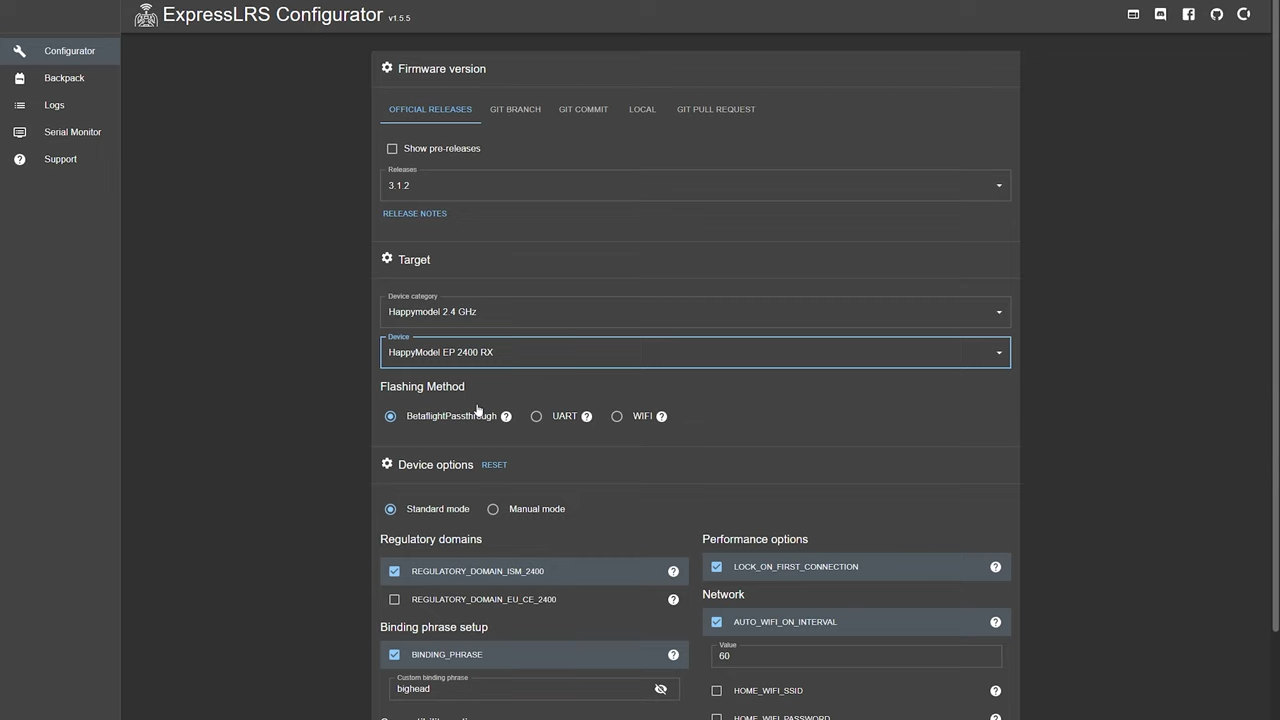 ExpressLRS Configurator v1.5.5
Configurator
Backpack
Logs
Serial Monitor
Support
Firmware version
OFFICIAL RELEASES GIT BRANCH GIT COMMIT LOCAL GIT PULL REQUEST
Show pre-releases
Releases
3.1.2
RELEASE NOTES
Target
Device category
Happymodel 2.4 GHz
Device
HappyModel EP 2400 RX
Flashing Method
BetaflightPassthrough UART WIFI
Device options RESET
Standard mode Manual mode
Regulatory domains
REGULATORY_DOMAIN_ISM_2400
REGULATORY_DOMAIN_EU_CE_2400
Binding phrase setup
BINDING_PHRASE
Custom binding phrase
bighead
Performance options
LOCK_ON_FIRST_CONNECTION
Network
AUTO_WIFI_ON_INTERVAL
Value
60
HOME_WIFI_SSID
HOME_WIFI_PASSWORD